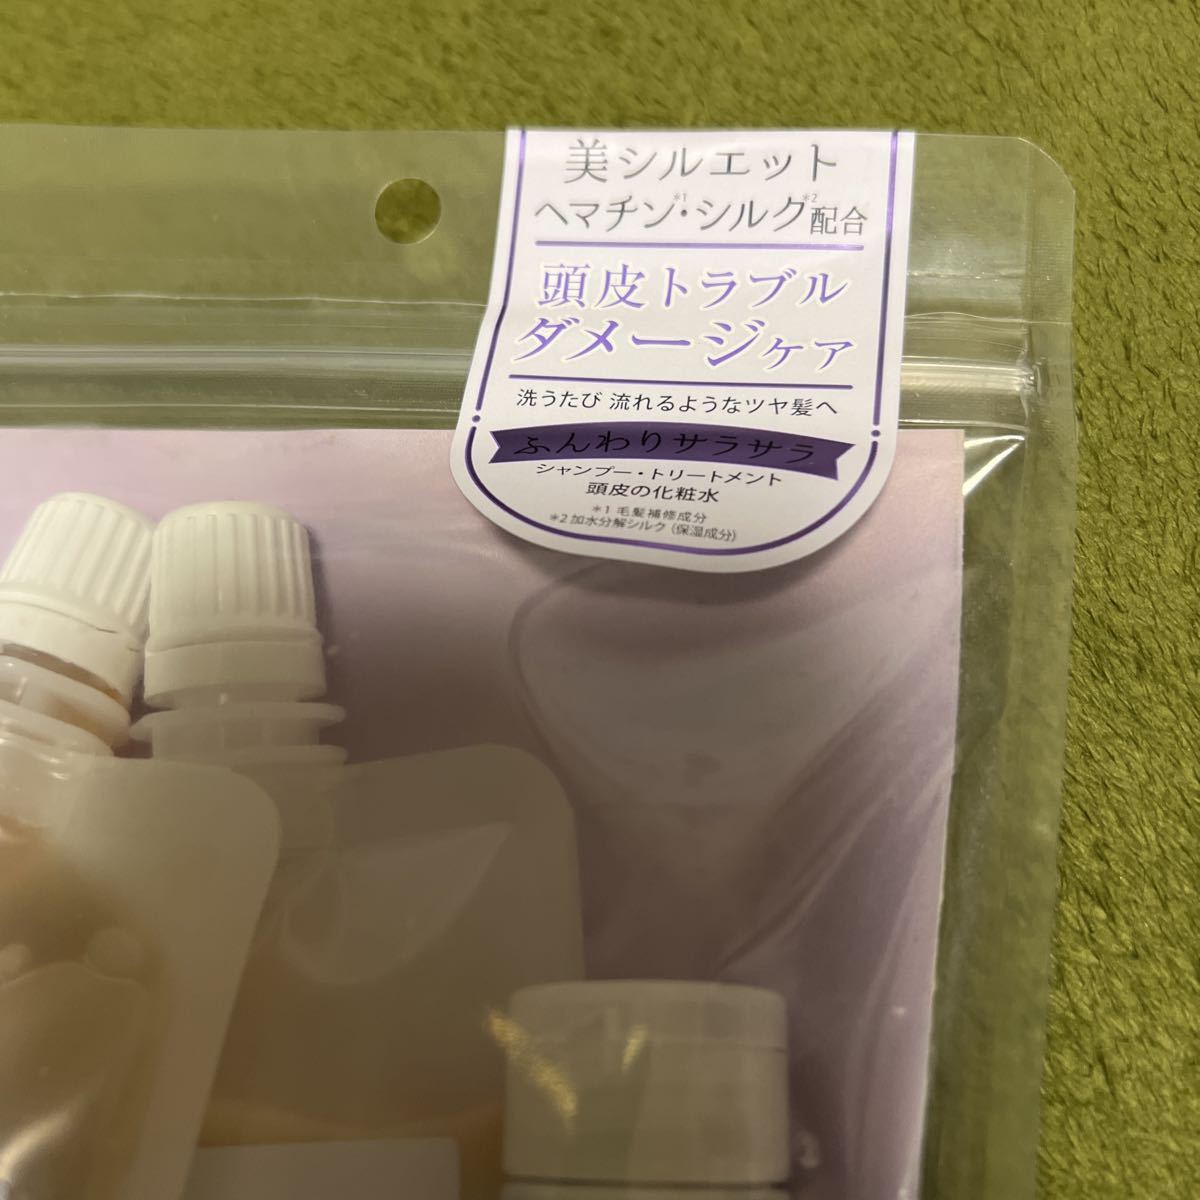 美シルエット
ヘマチン*1・シルク*2配合
頭皮トラブル
ダメージケア
洗うたび 流れるようなツヤ髪へ
ふんわりサラサラ
シャンプー・トリートメント
頭皮の化粧水
*1 毛髪補修成分
*2 加水分解シルク (保湿成分)